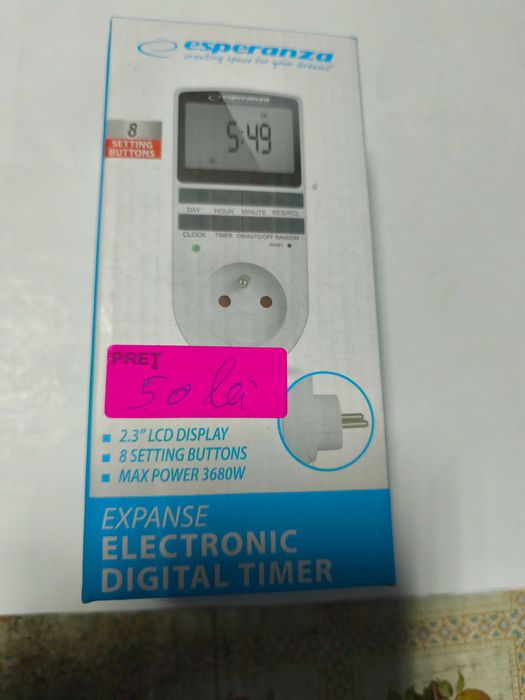 esperanza
creating space for your dreams
esperanza
8
SETTING
BUTTONS
5:49
DAY HOUR MINUTE RES/RCL
CLOCK TIMER ON/AUTO/OFF RANDOM
RESET
PREȚ
50 lei
2.3" LCD DISPLAY
8 SETTING BUTTONS
MAX POWER 3680W
EXPANSE
ELECTRONIC
DIGITAL TIMER